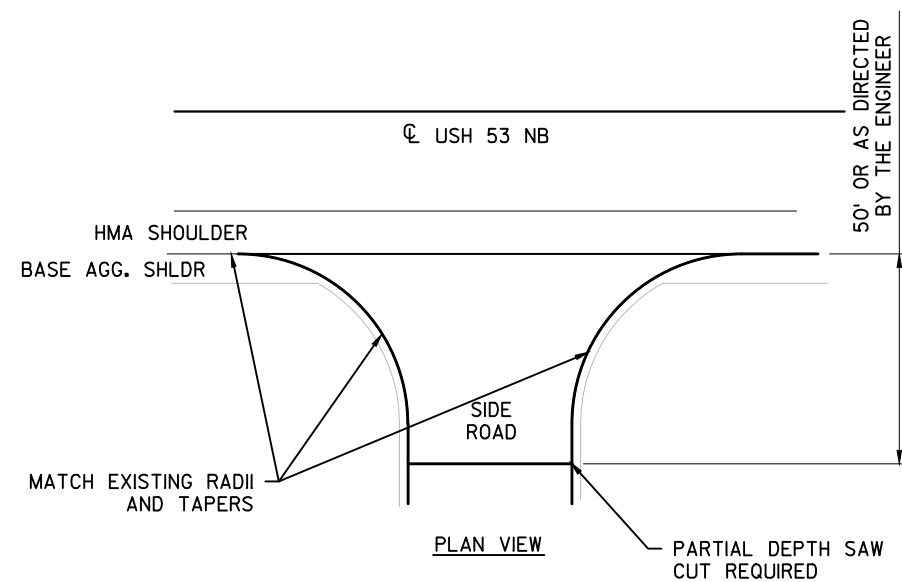 50' OR AS DIRECTED
BY THE ENGINEER
℄ USH 53 NB
HMA SHOULDER
BASE AGG. SHLDR
SIDE
ROAD
MATCH EXISTING RADII
AND TAPERS
PLAN VIEW
PARTIAL DEPTH SAW
CUT REQUIRED